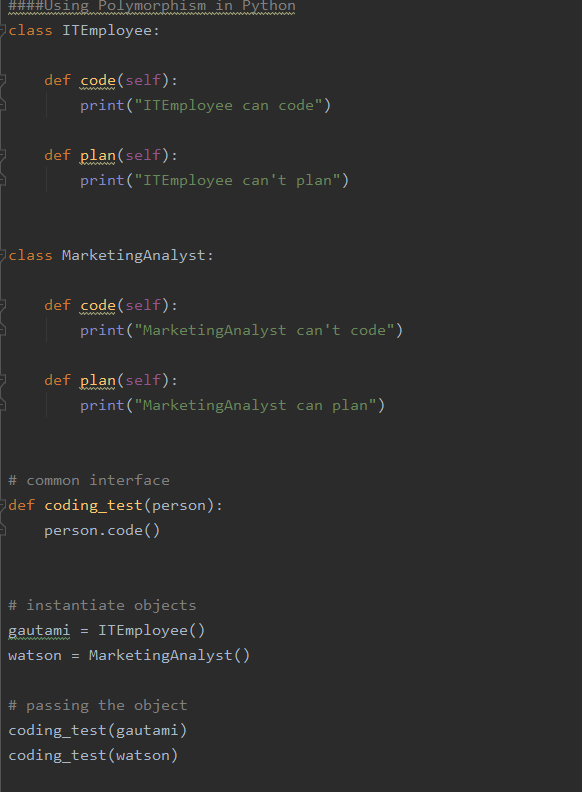 ####Using Polymorphism in Python
class ITEmployee:
    def code(self):
        print("ITEmployee can code")
    def plan(self):
        print("ITEmployee can't plan")
class MarketingAnalyst:
    def code(self):
        print("MarketingAnalyst can't code")
    def plan(self):
        print("MarketingAnalyst can plan")
# common interface
def coding_test(person):
    person.code()
# instantiate objects
gautami = ITEmployee()
watson = MarketingAnalyst()
# passing the object
coding_test(gautami)
coding_test(watson)